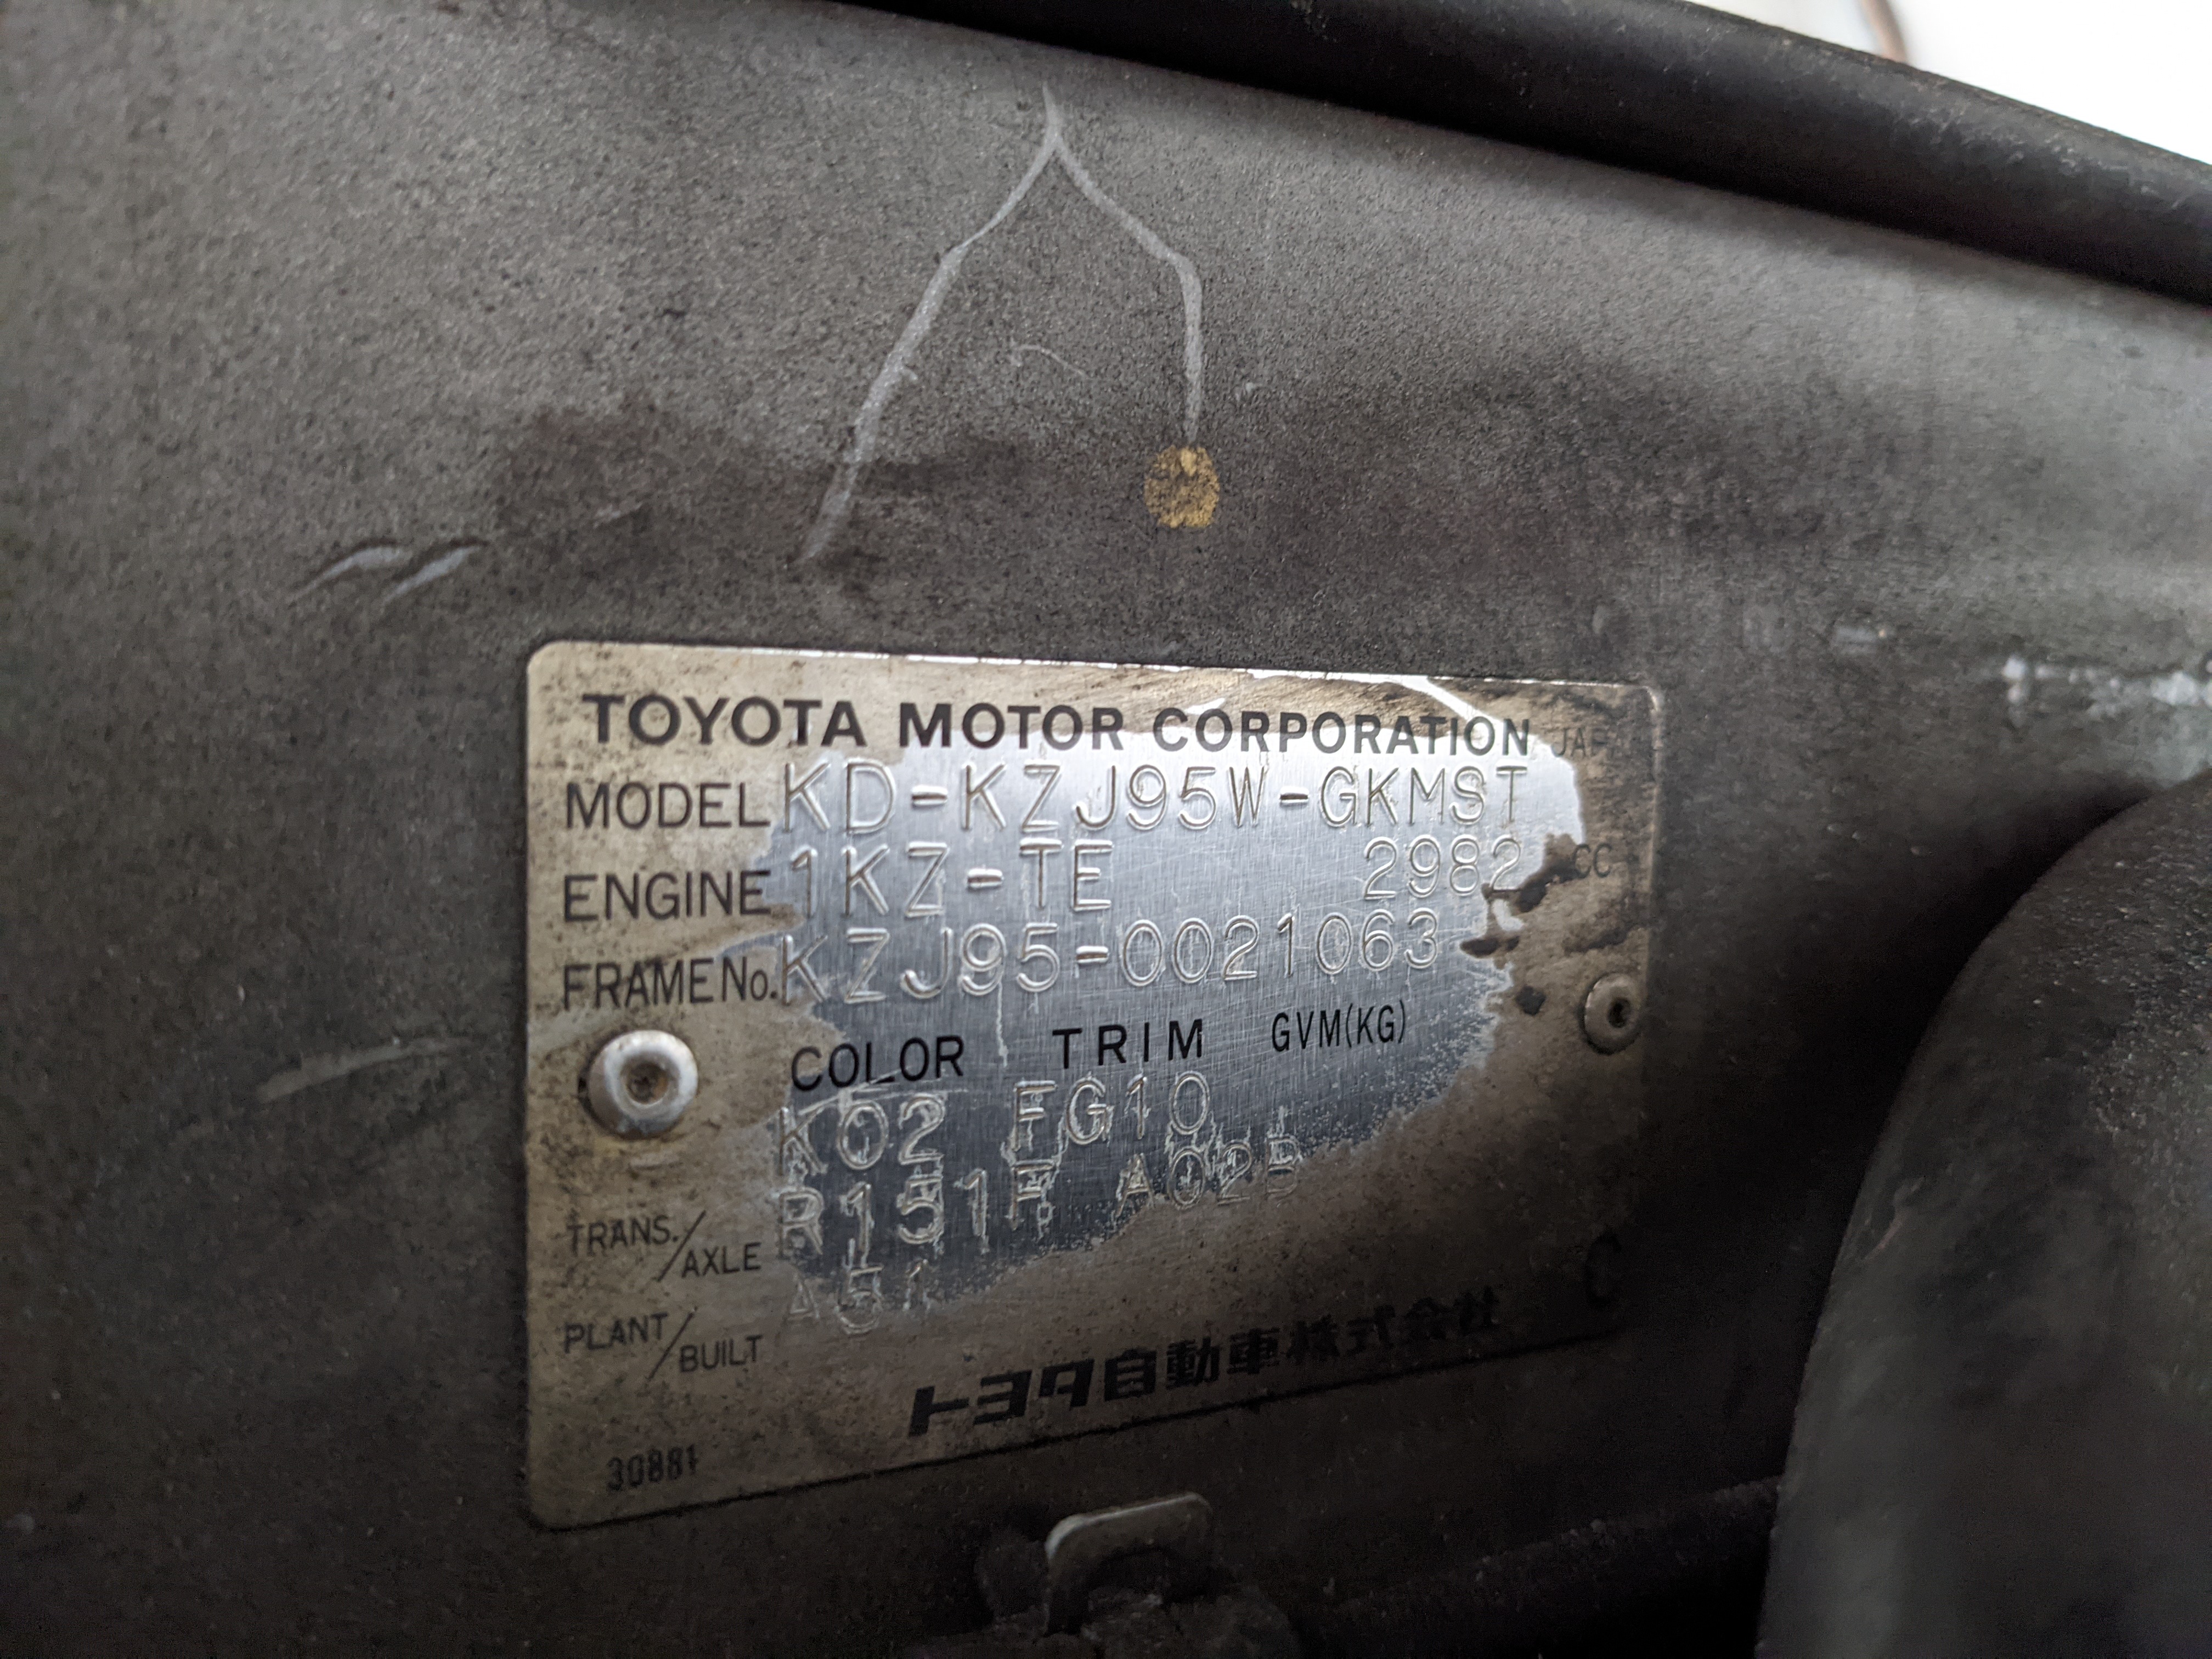 TOYOTA MOTOR CORPORATION
MODEL KD-KZJ95W-GKMST
ENGINE 1KZ-TE 2982 CC
FRAME No. KZJ95-0021063
COLOR TRIM GVM(KG)
K02 FG10
TRANS./AXLE R151F A02B
PLANT/BUILT A51
トヨタ自動車株式会社 C
30881